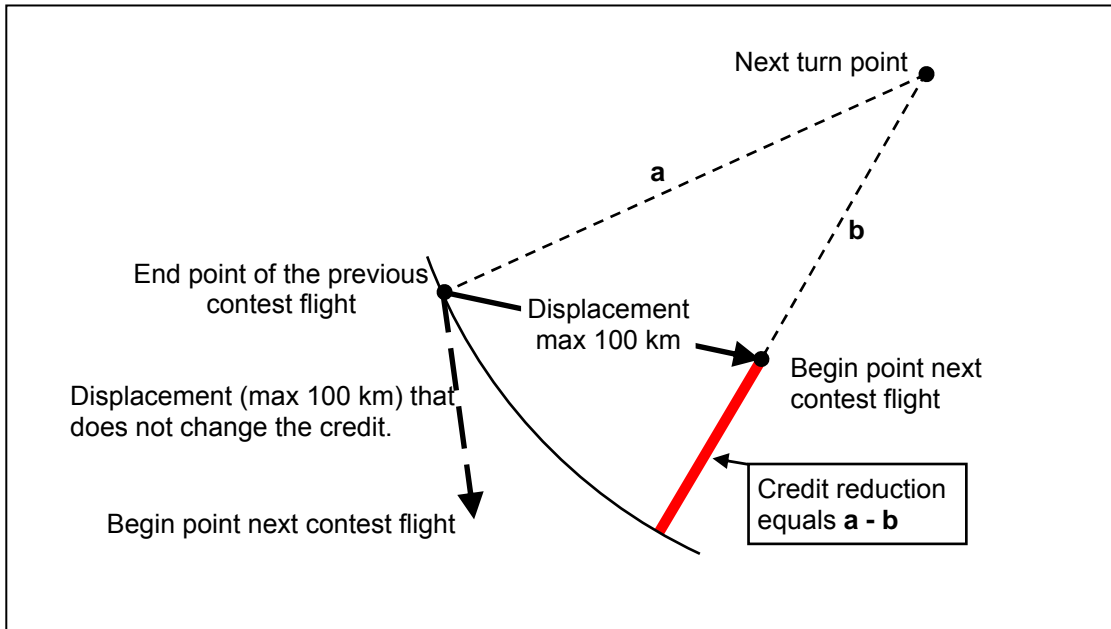 Next turn point
a
b
End point of the previous
contest flight
Displacement
max 100 km
Begin point next
contest flight
Displacement (max 100 km) that
does not change the credit.
Credit reduction
equals a - b
Begin point next contest flight